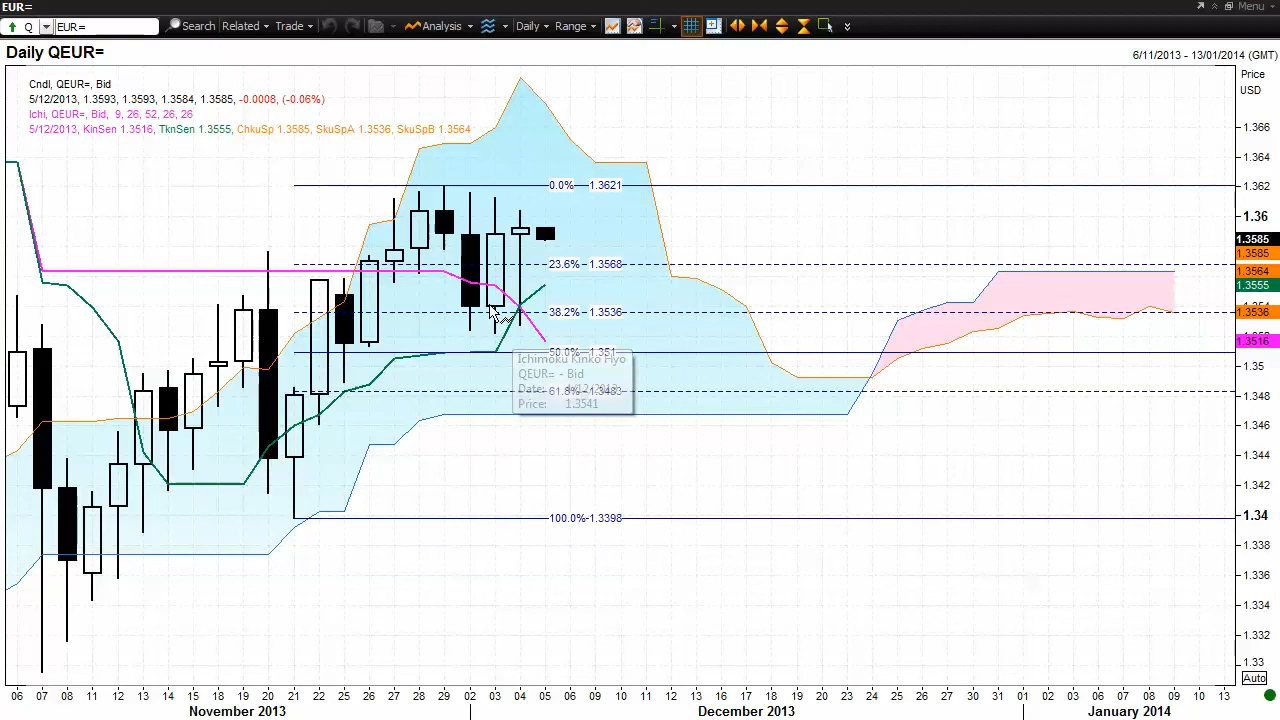 EUR=
Menu
Q EUR= Search Related Trade Analysis Daily Range
Daily QEUR=
6/11/2013 - 13/01/2014 (GMT)
Cndl, QEUR=, Bid
5/12/2013, 1.3593, 1.3593, 1.3584, 1.3585, -0.0008, (-0.06%)
Ichi, QEUR=, Bid, 9, 26, 52, 26, 26
5/12/2013, KinSen 1.3516, TknSen 1.3555, ChkuSp 1.3585, SkuSpA 1.3536, SkuSpB 1.3564
Price
USD
1.366
1.364
1.362
1.36
1.3585
1.3585
1.3564
1.3555
1.3536
1.3516
1.35
1.348
1.346
1.344
1.342
1.34
1.338
1.336
1.334
1.332
1.33
Auto
0.0% 1.3621
23.6% 1.3568
38.2% 1.3536
50.0% 1.351
Ichimoku Kinko Hyo
QEUR= - Bid
Date:
61.8% 1.3483
Price: 1.3541
100.0% 1.3398
06 07 08 11 12 13 14 15 18 19 20 21 22 25 26 27 28 29 02 03 04 05 06 09 10 11 12 13 16 17 18 19 20 23 24 25 26 27 30 31 01 02 03 06 07 08 09 10 13
November 2013 December 2013 January 2014